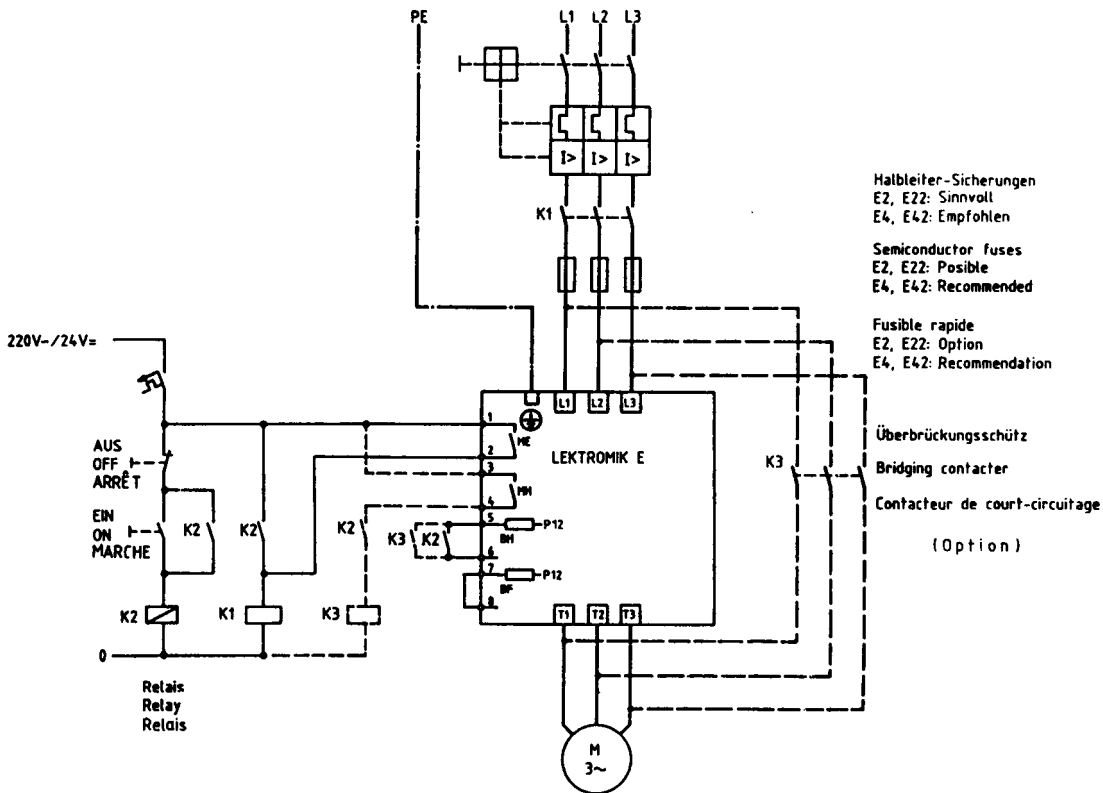 PE
L1
L2
L3
I>
I>
I>
K1
Halbleiter-Sicherungen
E2, E22: Sinnvoll
E4, E42: Empfohlen
Semiconductor fuses
E2, E22: Posible
E4, E42: Recommended
Fusible rapide
E2, E22: Option
E4, E42: Recommendation
220V~/24V=
L1
L2
L3
1
ME
2
LEKTROMIK E
3
MH
4
5
BH
P12
6
7
BF
P12
8
AUS
OFF
ARRÊT
EIN
ON
MARCHE
K2
K2
K2
K3
K2
K2
K1
K3
0
Relais
Relay
Relais
T1
T2
T3
K3
Überbrückungsschütz
Bridging contacter
Contacteur de court-circuitage
(Option)
M
3~